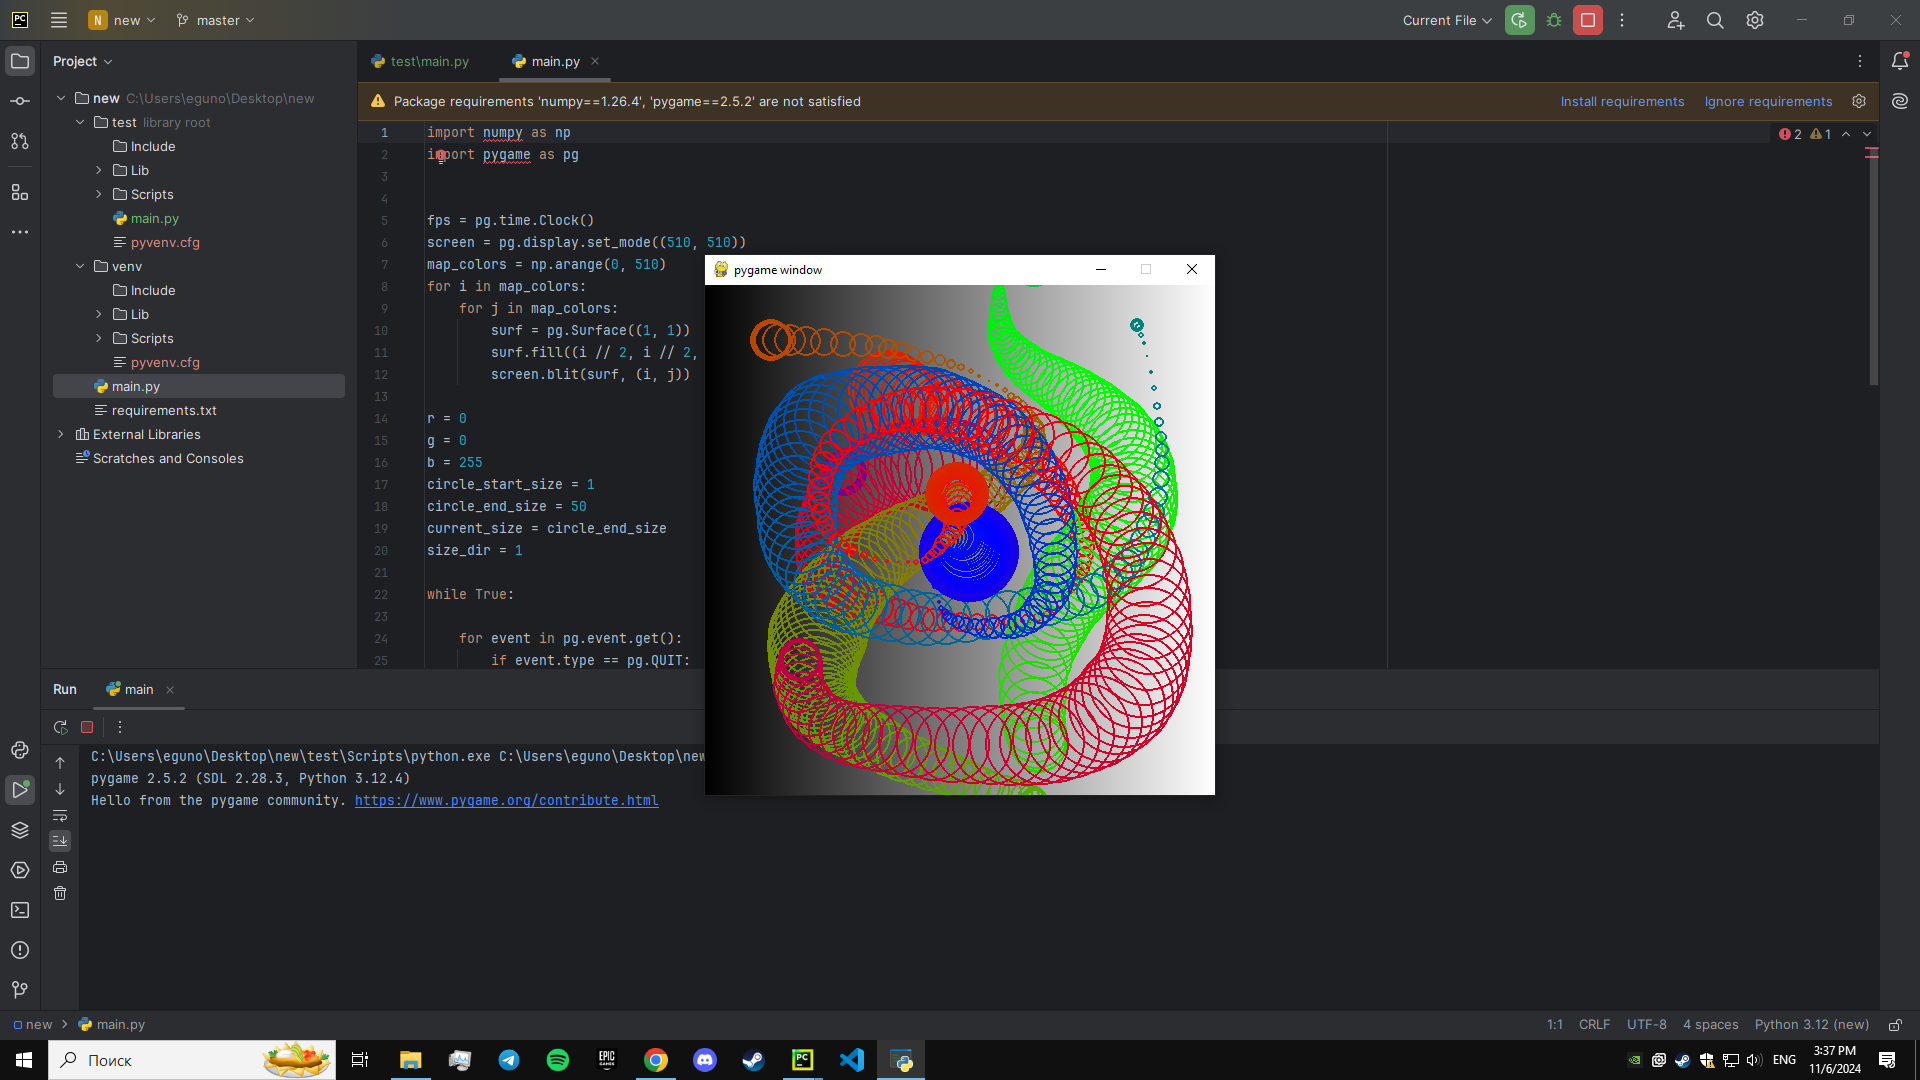 PC
N new master
Current File
Project
test\main.py
main.py
new C:\Users\eguno\Desktop\new
Package requirements 'numpy==1.26.4', 'pygame==2.5.2' are not satisfied
Install requirements
Ignore requirements
test library root
Include
Lib
Scripts
main.py
pyvenv.cfg
venv
Include
Lib
Scripts
pyvenv.cfg
main.py
requirements.txt
External Libraries
Scratches and Consoles
2 1
1 import numpy as np
2 import pygame as pg
3
4
5 fps = pg.time.Clock()
6 screen = pg.display.set_mode((510, 510))
7 map_colors = np.arange(0, 510)
8 for i in map_colors:
9 for j in map_colors:
10 surf = pg.Surface((1, 1))
11 surf.fill((i // 2, i // 2,
12 screen.blit(surf, (i, j))
13
14 r = 0
15 g = 0
16 b = 255
17 circle_start_size = 1
18 circle_end_size = 50
19 current_size = circle_end_size
20 size_dir = 1
21
22 while True:
23
24 for event in pg.event.get():
25 if event.type == pg.QUIT:
pygame window
Run
main
C:\Users\eguno\Desktop\new\test\Scripts\python.exe C:\Users\eguno\Desktop\new
pygame 2.5.2 (SDL 2.28.3, Python 3.12.4)
Hello from the pygame community. https://www.pygame.org/contribute.html
new
main.py
1:1 CRLF UTF-8 4 spaces Python 3.12 (new)
Поиск
EPIC GAMES
PC
ENG
3:37 PM
11/6/2024